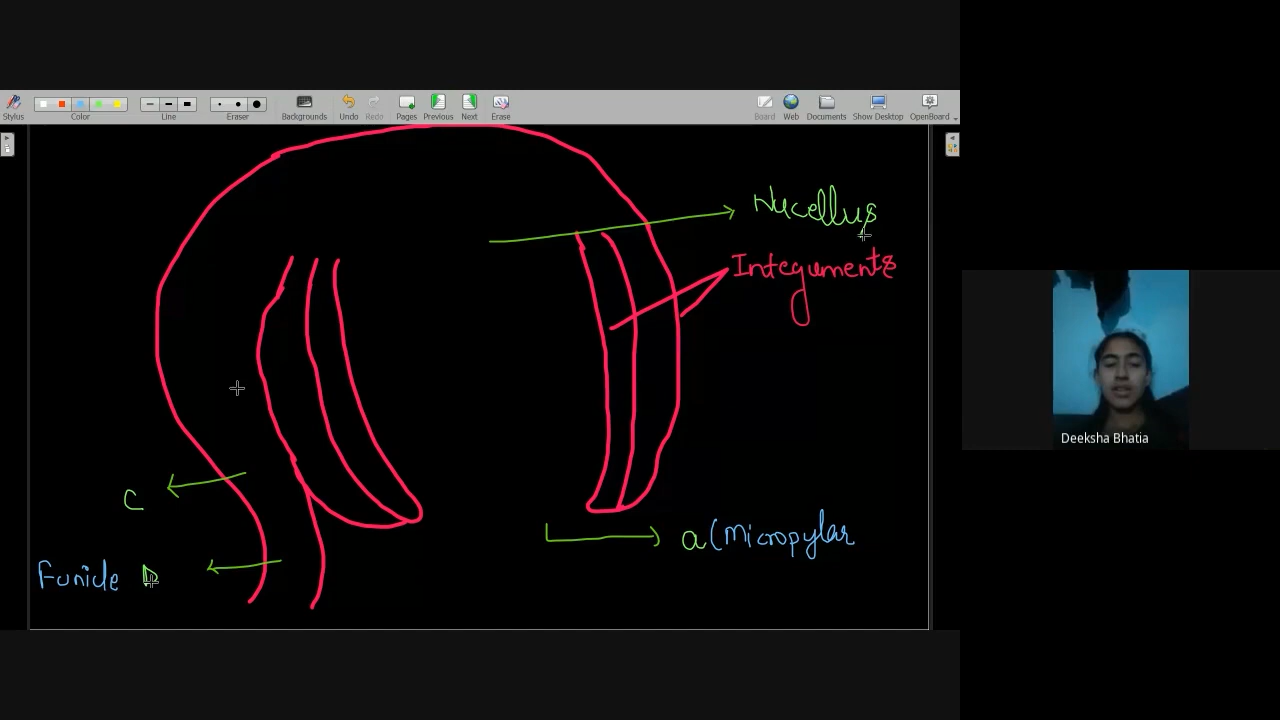 Stylus
Color
Line
Eraser
Backgrounds
Undo
Redo
Pages
Previous
Next
Erase
Board
Web
Documents
Show Desktop
OpenBoard
Nucellus
Integuments
C
a (Micropylar
Funicle b
Deeksha Bhatia